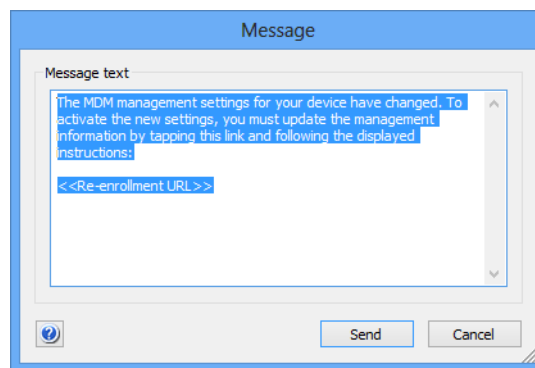 Message
Message text
The MDM management settings for your device have changed. To
activate the new settings, you must update the management
information by tapping this link and following the displayed
instructions:
<<Re-enrollment URL>>
Send
Cancel